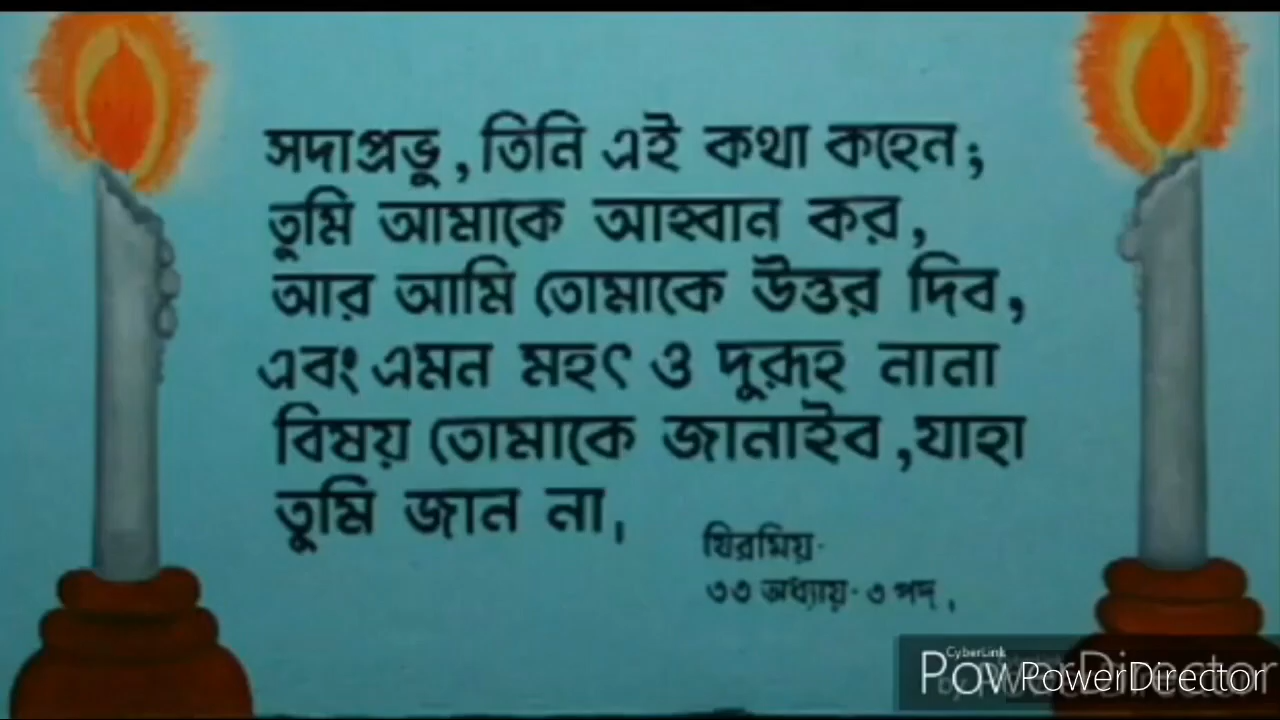 সদাপ্রভু, তিনি এই কথা কহেন;
তুমি আমাকে আহ্বান কর,
আর আমি তোমাকে উত্তর দিব,
এবং এমন মহৎ ও দুরূহ নানা
বিষয় তোমাকে জানাইব, যাহা
তুমি জান না,
যিরমিয়·
৩৩ অধ্যায়· ৩ পদ,
CyberLink
PowerDirector